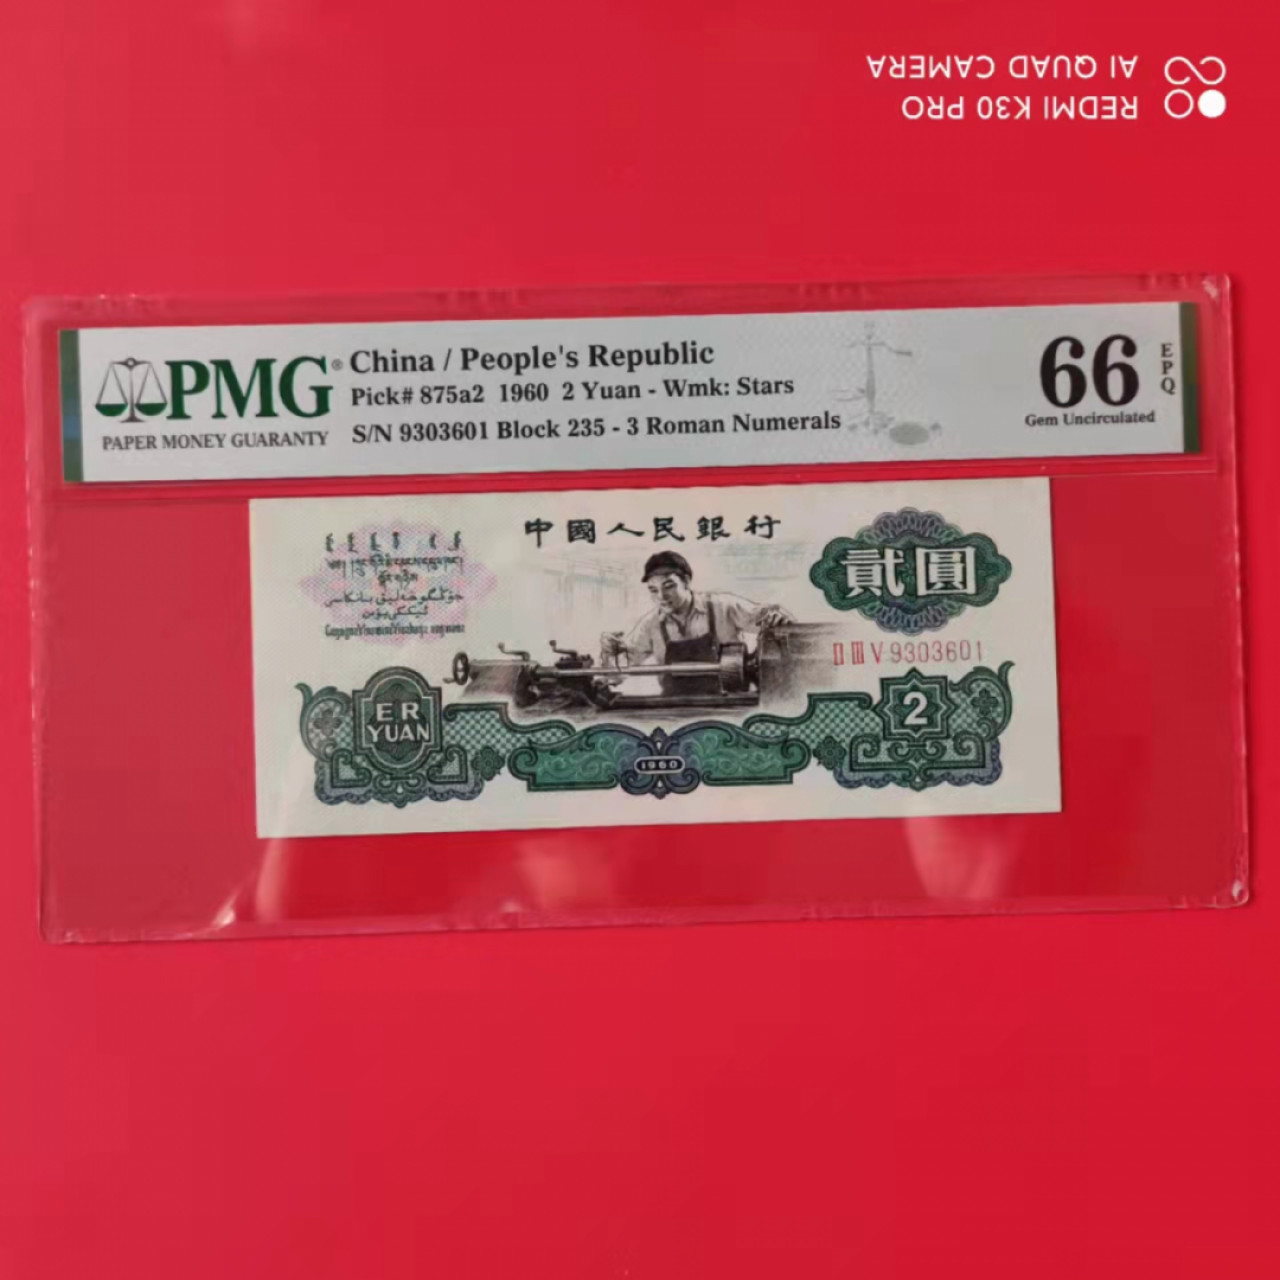 AI QUAD CAMERA
REDMI K30 PRO
PMG®
PAPER MONEY GUARANTY
China / People's Republic
Pick# 875a2 1960 2 Yuan - Wmk: Stars
S/N 9303601 Block 235 - 3 Roman Numerals
66
EPQ
Gem Uncirculated
中國人民銀行
貳圓
II III V 9303601
ER
YUAN
1960
2